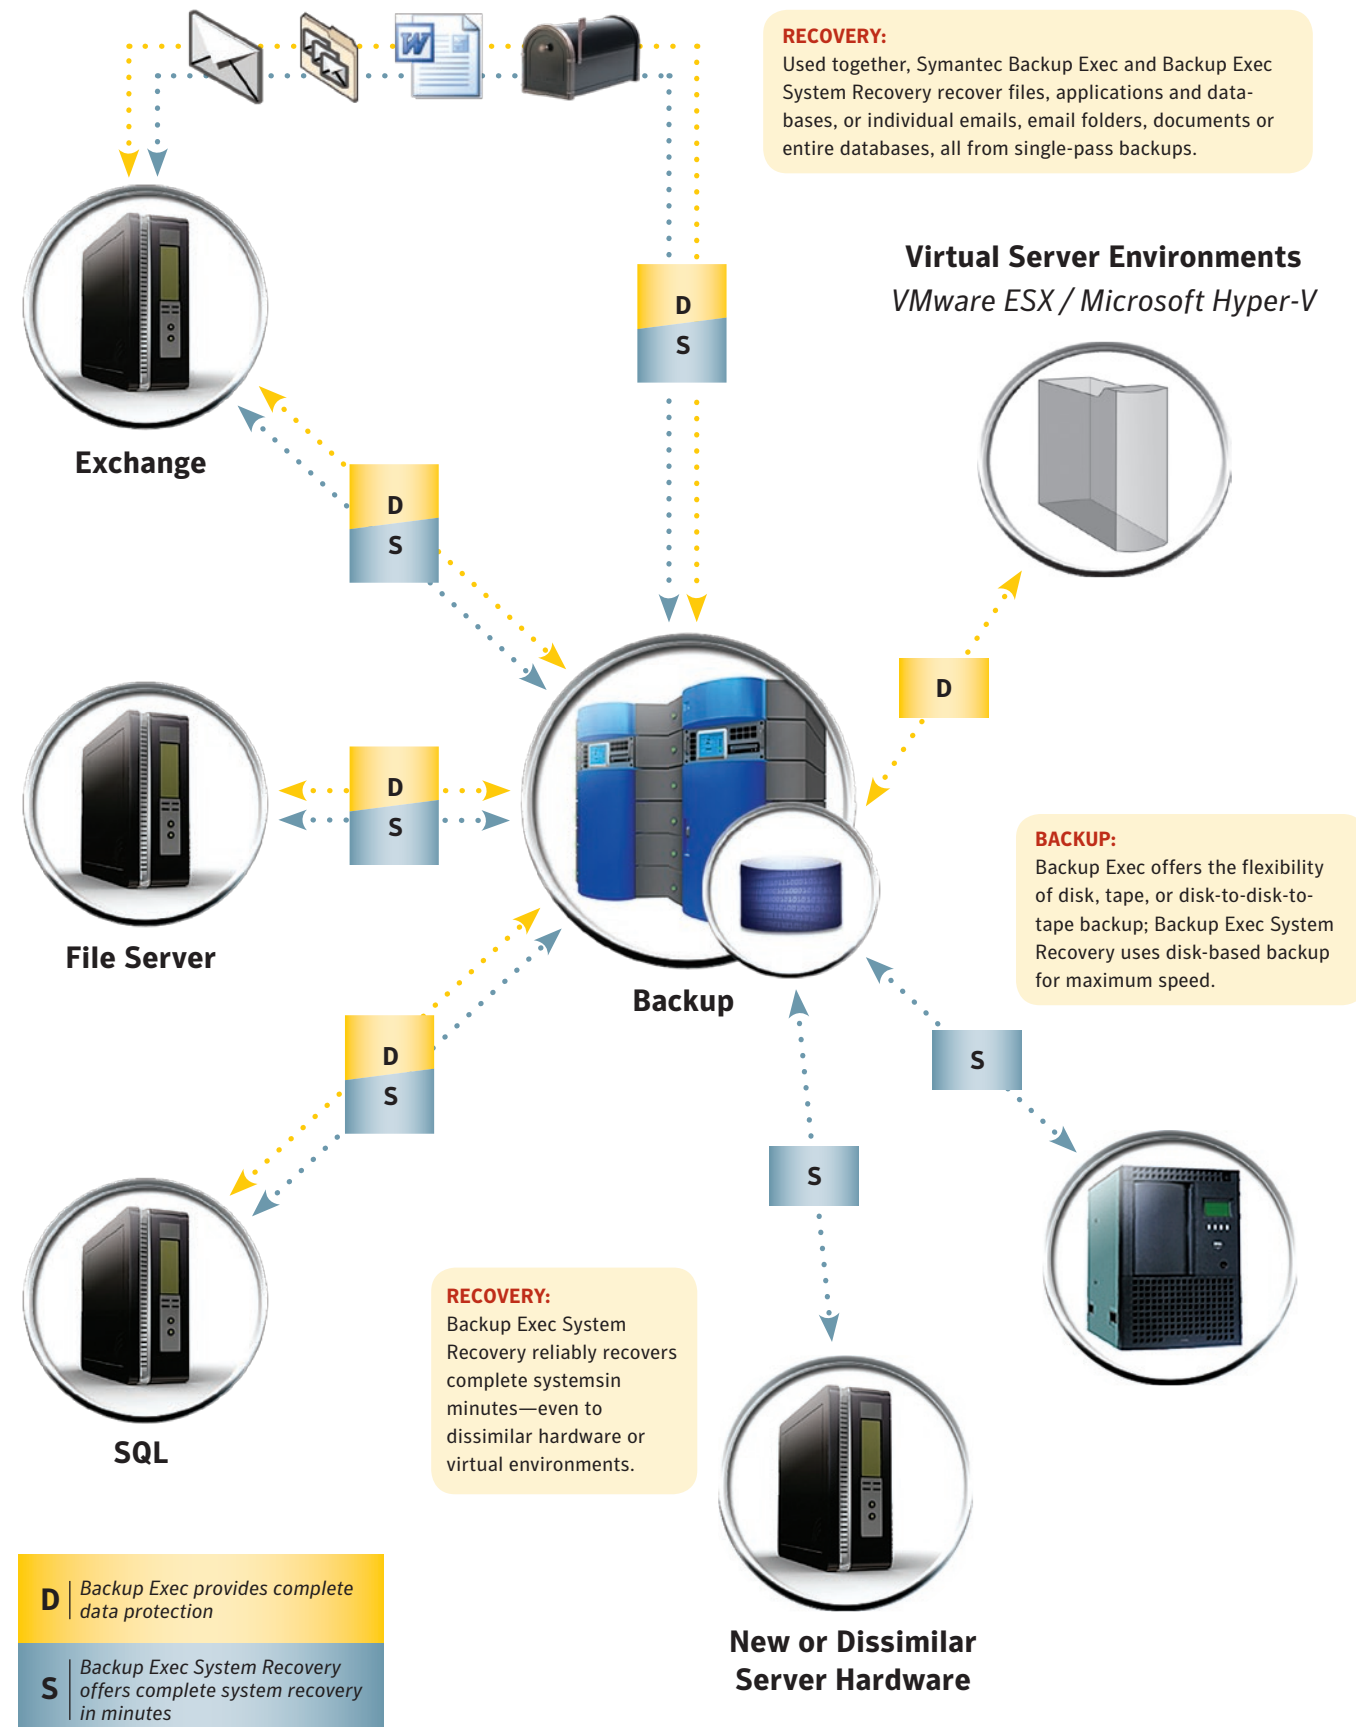 RECOVERY:
Used together, Symantec Backup Exec and Backup Exec
System Recovery recover files, applications and data-
bases, or individual emails, email folders, documents or
entire databases, all from single-pass backups.
Virtual Server Environments
VMware ESX / Microsoft Hyper-V
W
D
S
Exchange
D
S
D
D
S
File Server
Backup
BACKUP:
Backup Exec offers the flexibility
of disk, tape, or disk-to-disk-to-
tape backup; Backup Exec System
Recovery uses disk-based backup
for maximum speed.
D
S
S
S
SQL
RECOVERY:
Backup Exec System
Recovery reliably recovers
complete systemsin
minutes—even to
dissimilar hardware or
virtual environments.
New or Dissimilar
Server Hardware
D Backup Exec provides complete
data protection
S Backup Exec System Recovery
offers complete system recovery
in minutes